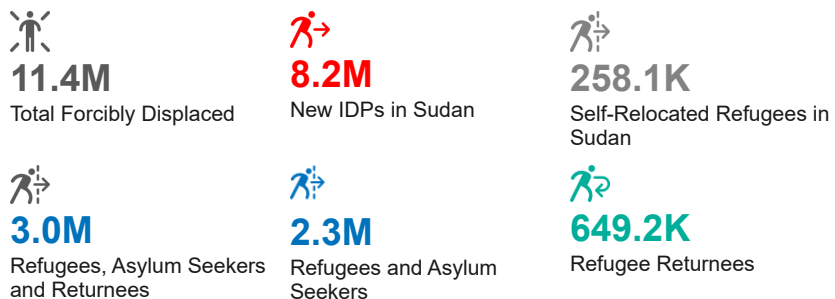 11.4M
Total Forcibly Displaced
8.2M
New IDPs in Sudan
258.1K
Self-Relocated Refugees in
Sudan
3.0M
Refugees, Asylum Seekers
and Returnees
2.3M
Refugees and Asylum
Seekers
649.2K
Refugee Returnees